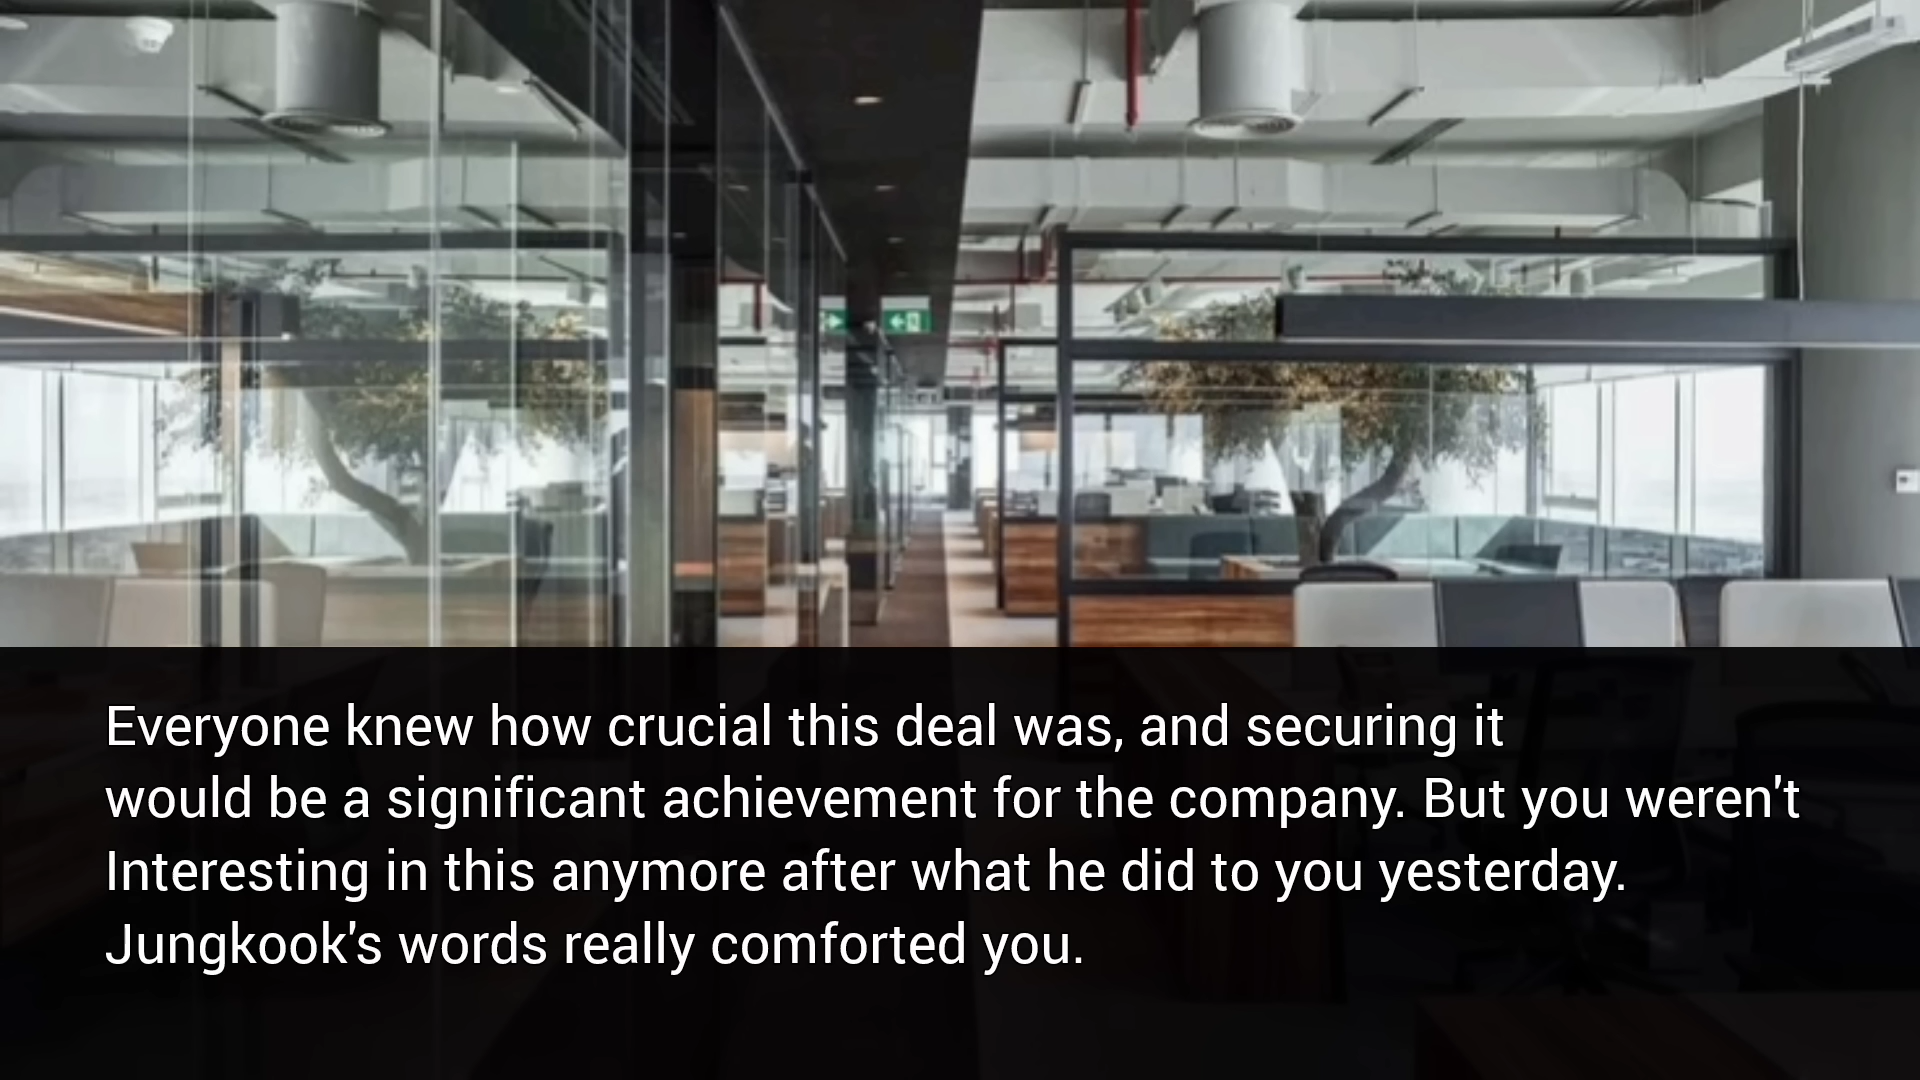 Everyone knew how crucial this deal was, and securing it
would be a significant achievement for the company. But you weren't
Interesting in this anymore after what he did to you yesterday.
Jungkook's words really comforted you.